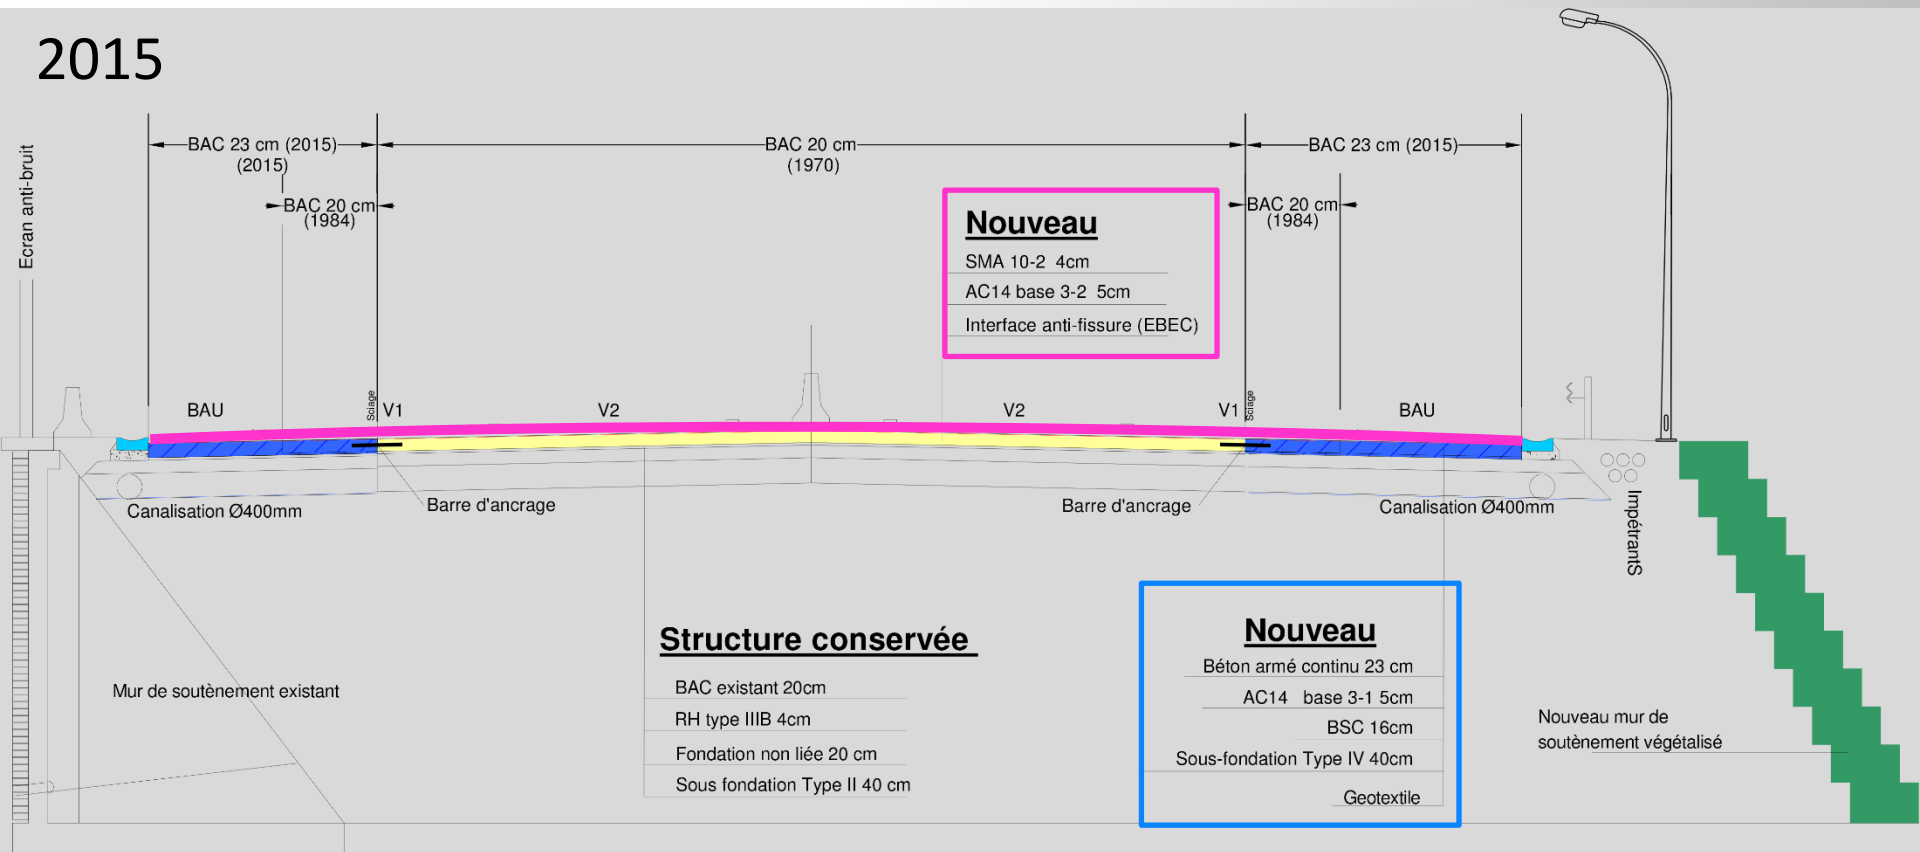 2015
Ecran anti-bruit
BAC 23 cm (2015)
(2015)
BAC 20 cm
(1970)
BAC 23 cm (2015)
BAC 20 cm
(1984)
BAC 20 cm
(1984)
Nouveau
SMA 10-2 4cm
AC14 base 3-2 5cm
Interface anti-fissure (EBEC)
BAU
Sciage
V1
V2
V2
V1
Sciage
BAU
Canalisation Ø400mm
Barre d'ancrage
Barre d'ancrage
Canalisation Ø400mm
ImpétrantS
Structure conservée
BAC existant 20cm
RH type IIIB 4cm
Fondation non liée 20 cm
Sous fondation Type II 40 cm
Nouveau
Béton armé continu 23 cm
AC14 base 3-1 5cm
BSC 16cm
Sous-fondation Type IV 40cm
Geotextile
Mur de soutènement existant
Nouveau mur de
soutènement végétalisé